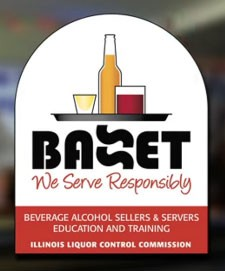 BASSET
We Serve Responsibly
BEVERAGE ALCOHOL SELLERS & SERVERS
EDUCATION AND TRAINING
ILLINOIS LIQUOR CONTROL COMMISSION